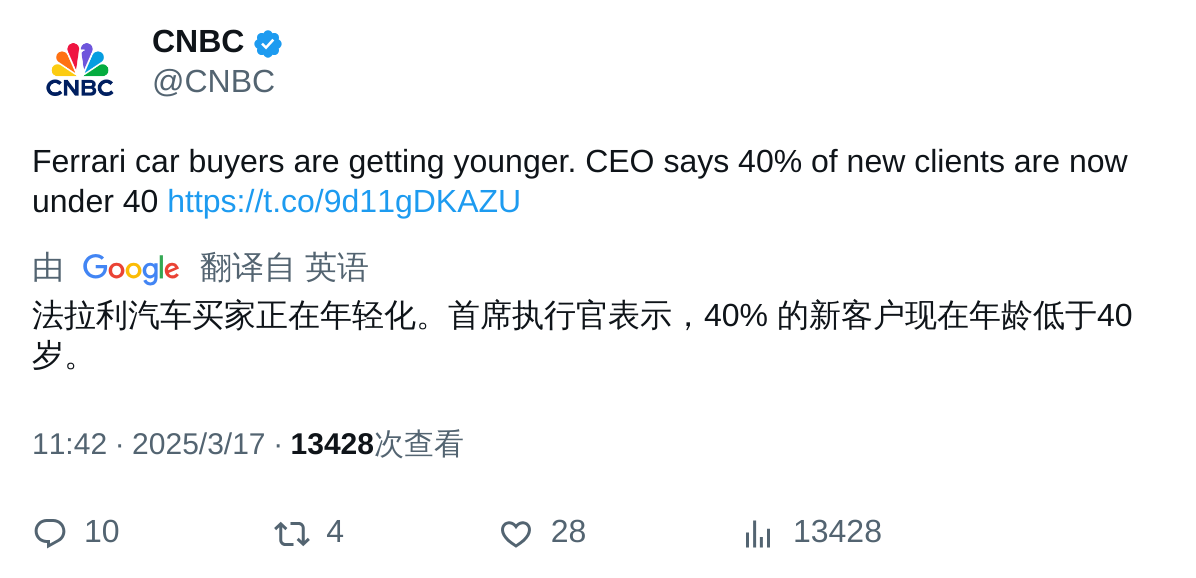 CNBC
CNBC
@CNBC
Ferrari car buyers are getting younger. CEO says 40% of new clients are now
under 40 https://t.co/9d11gDKAZU
由 Google 翻译自 英语
法拉利汽车买家正在年轻化。首席执行官表示，40% 的新客户现在年龄低于40
岁。
11:42 · 2025/3/17 · 13428次查看
10 4 28 13428